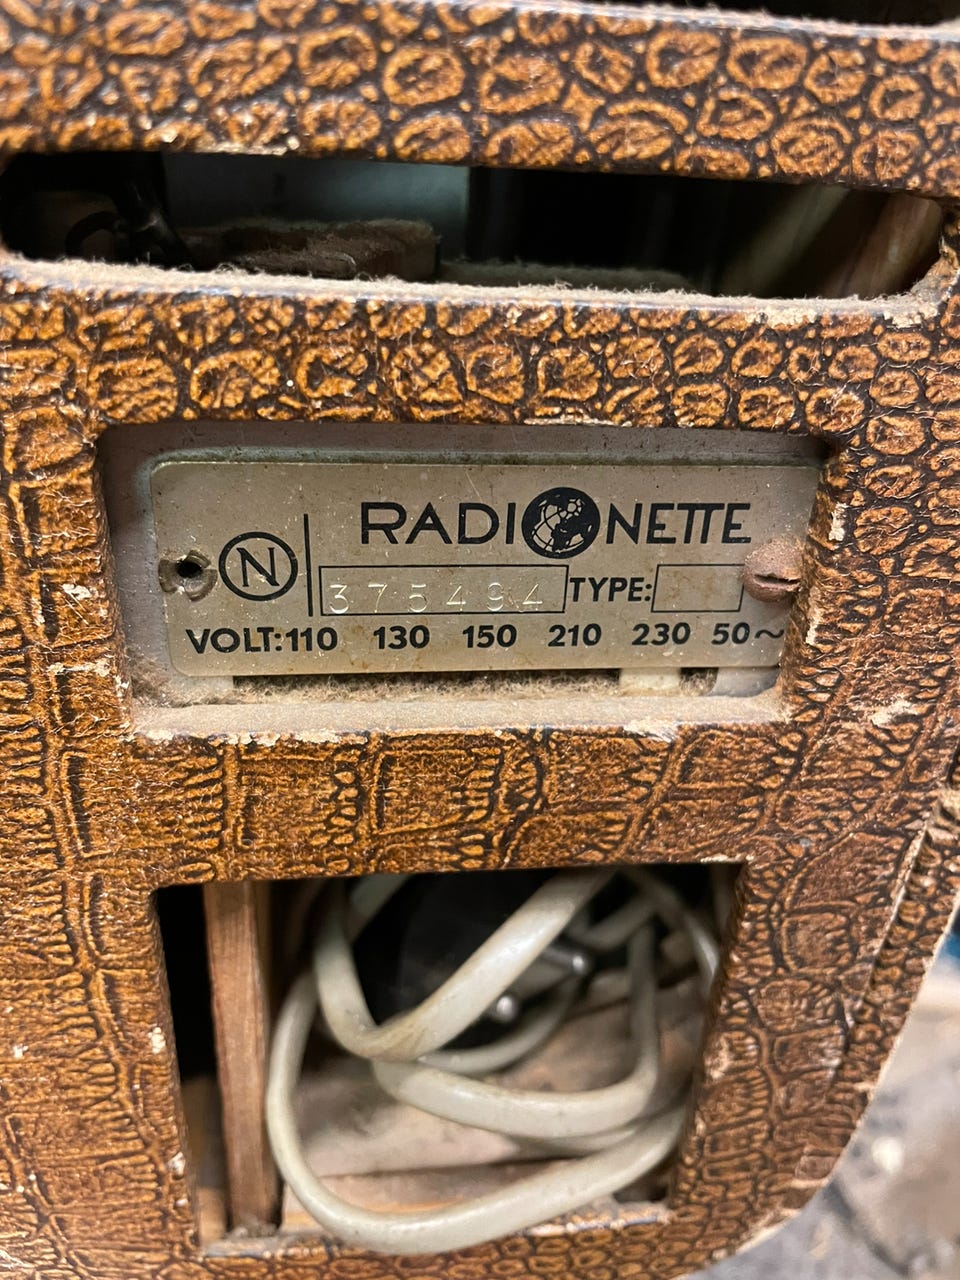 RADIONETTE
N
375494 TYPE:
VOLT:110 130 150 210 230 50~